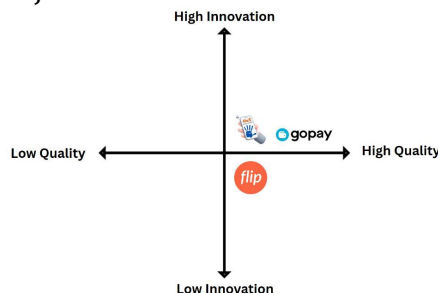 High Innovation
gopay
Low Quality
High Quality
flip
Low Innovation